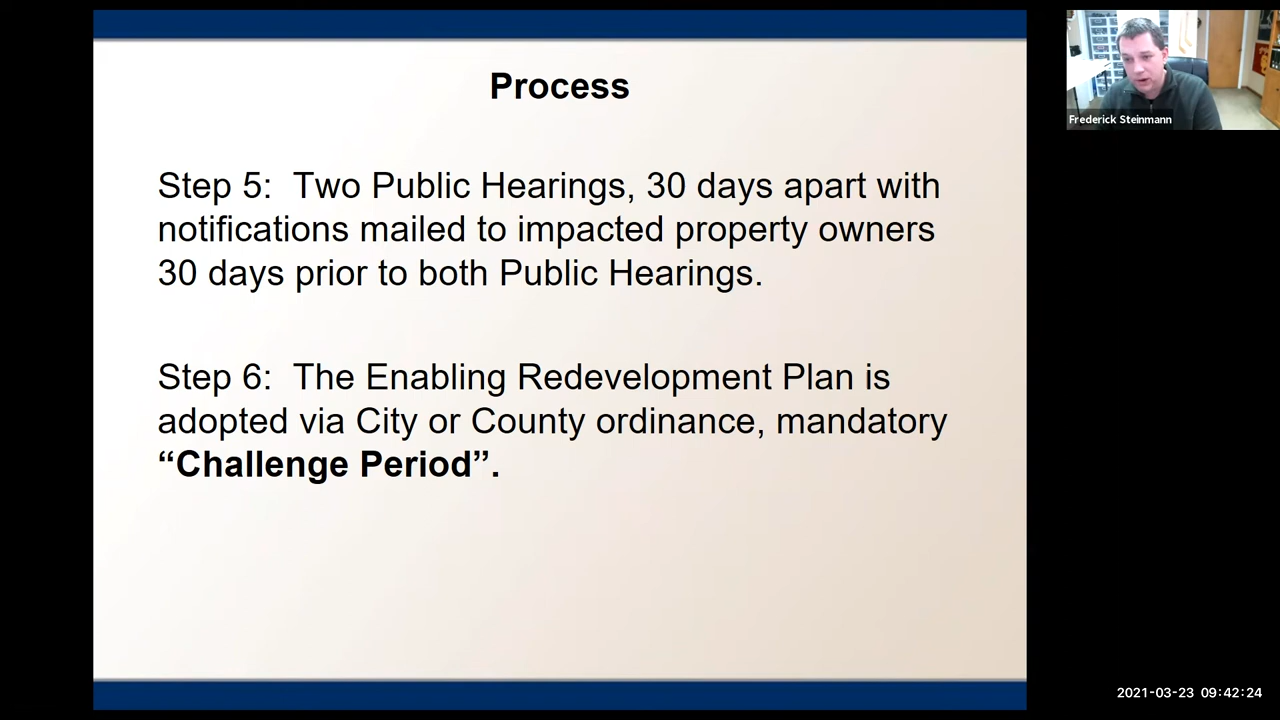 Process
Step 5:  Two Public Hearings, 30 days apart with
notifications mailed to impacted property owners
30 days prior to both Public Hearings.
Step 6:  The Enabling Redevelopment Plan is
adopted via City or County ordinance, mandatory
“Challenge Period”.
Frederick Steinmann
2021-03-23 09:42:24